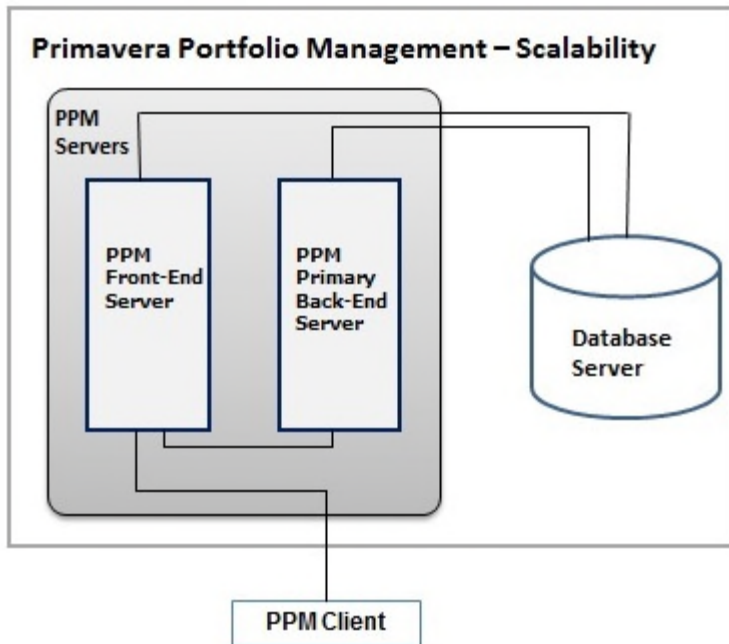 Primavera Portfolio Management – Scalability
PPM
Servers
PPM
Front-End
Server
PPM
Primary
Back-End
Server
Database
Server
PPM Client